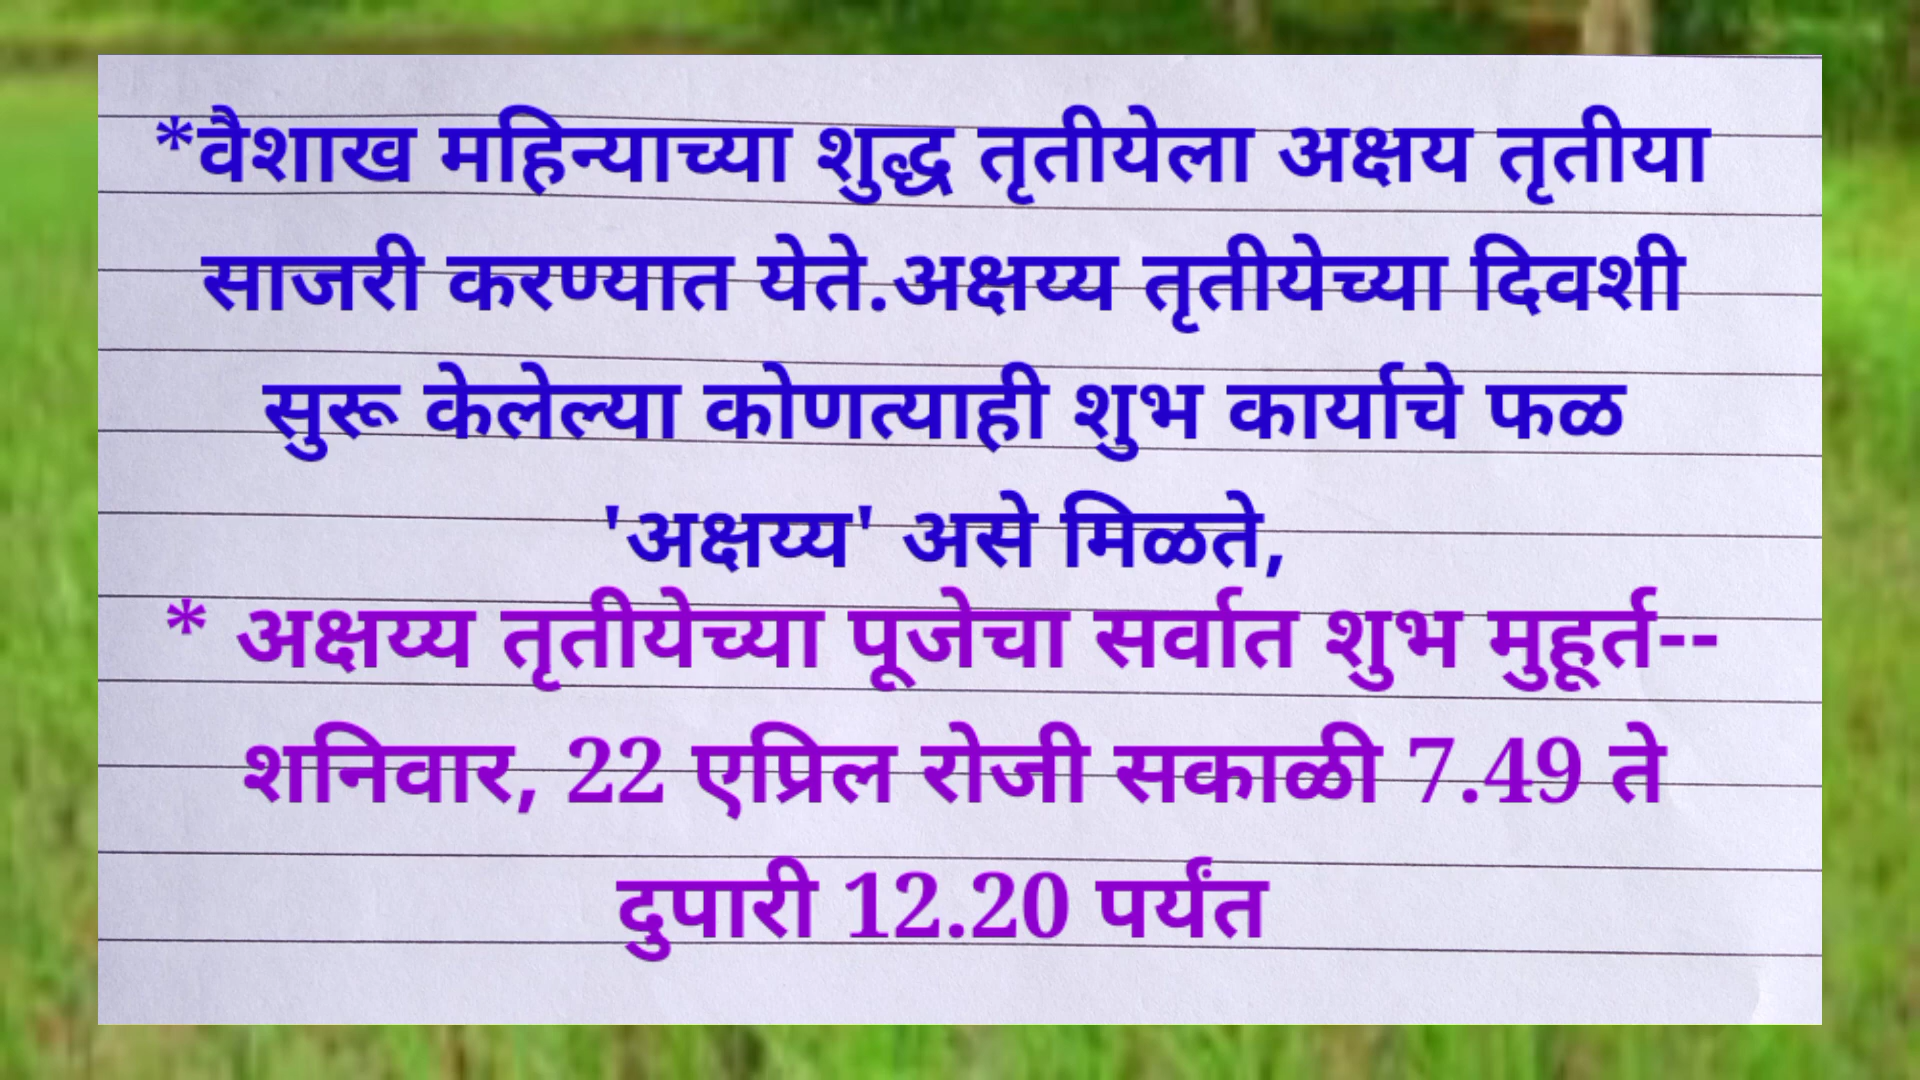 *वैशाख महिन्याच्या शुद्ध तृतीयेला अक्षय तृतीया
साजरी करण्यात येते.अक्षय्य तृतीयेच्या दिवशी
सुरू केलेल्या कोणत्याही शुभ कार्याचे फळ
'अक्षय्य' असे मिळते,
* अक्षय्य तृतीयेच्या पूजेचा सर्वात शुभ मुहूर्त--
शनिवार, 22 एप्रिल रोजी सकाळी 7.49 ते
दुपारी 12.20 पर्यंत